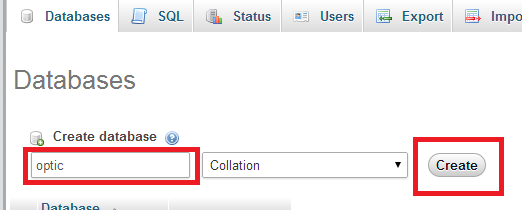 Databases SQL Status Users Export Impo
Databases
Create database
optic Collation Create
Database